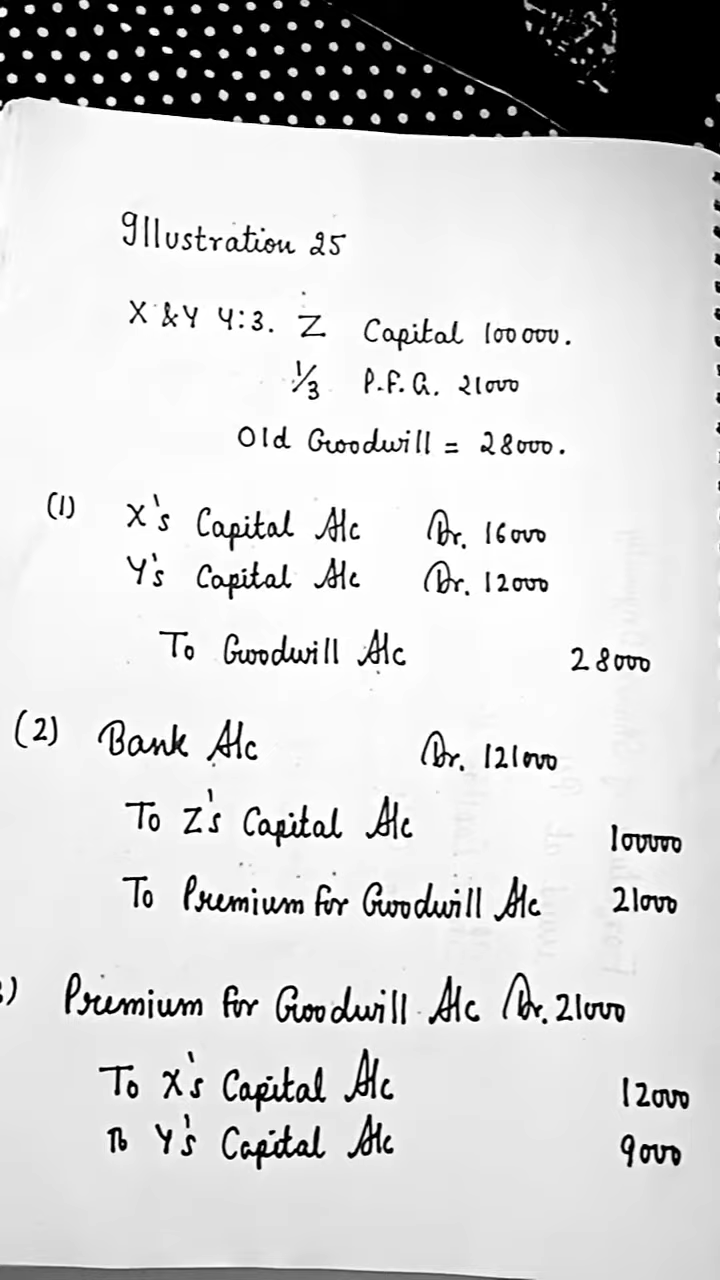 Illustration 25
X & Y 4:3. Z Capital 100000.
1/3 P.F.G. 21000
Old Goodwill = 28000.
(1) X's Capital A/c Dr. 16000
Y's Capital A/c Dr. 12000
To Goodwill A/c 28000
(2) Bank A/c Dr. 121000
To Z's Capital A/c 100000
To Premium for Goodwill A/c 21000
) Premium for Goodwill A/c Dr. 21000
To X's Capital A/c 12000
To Y's Capital A/c 9000